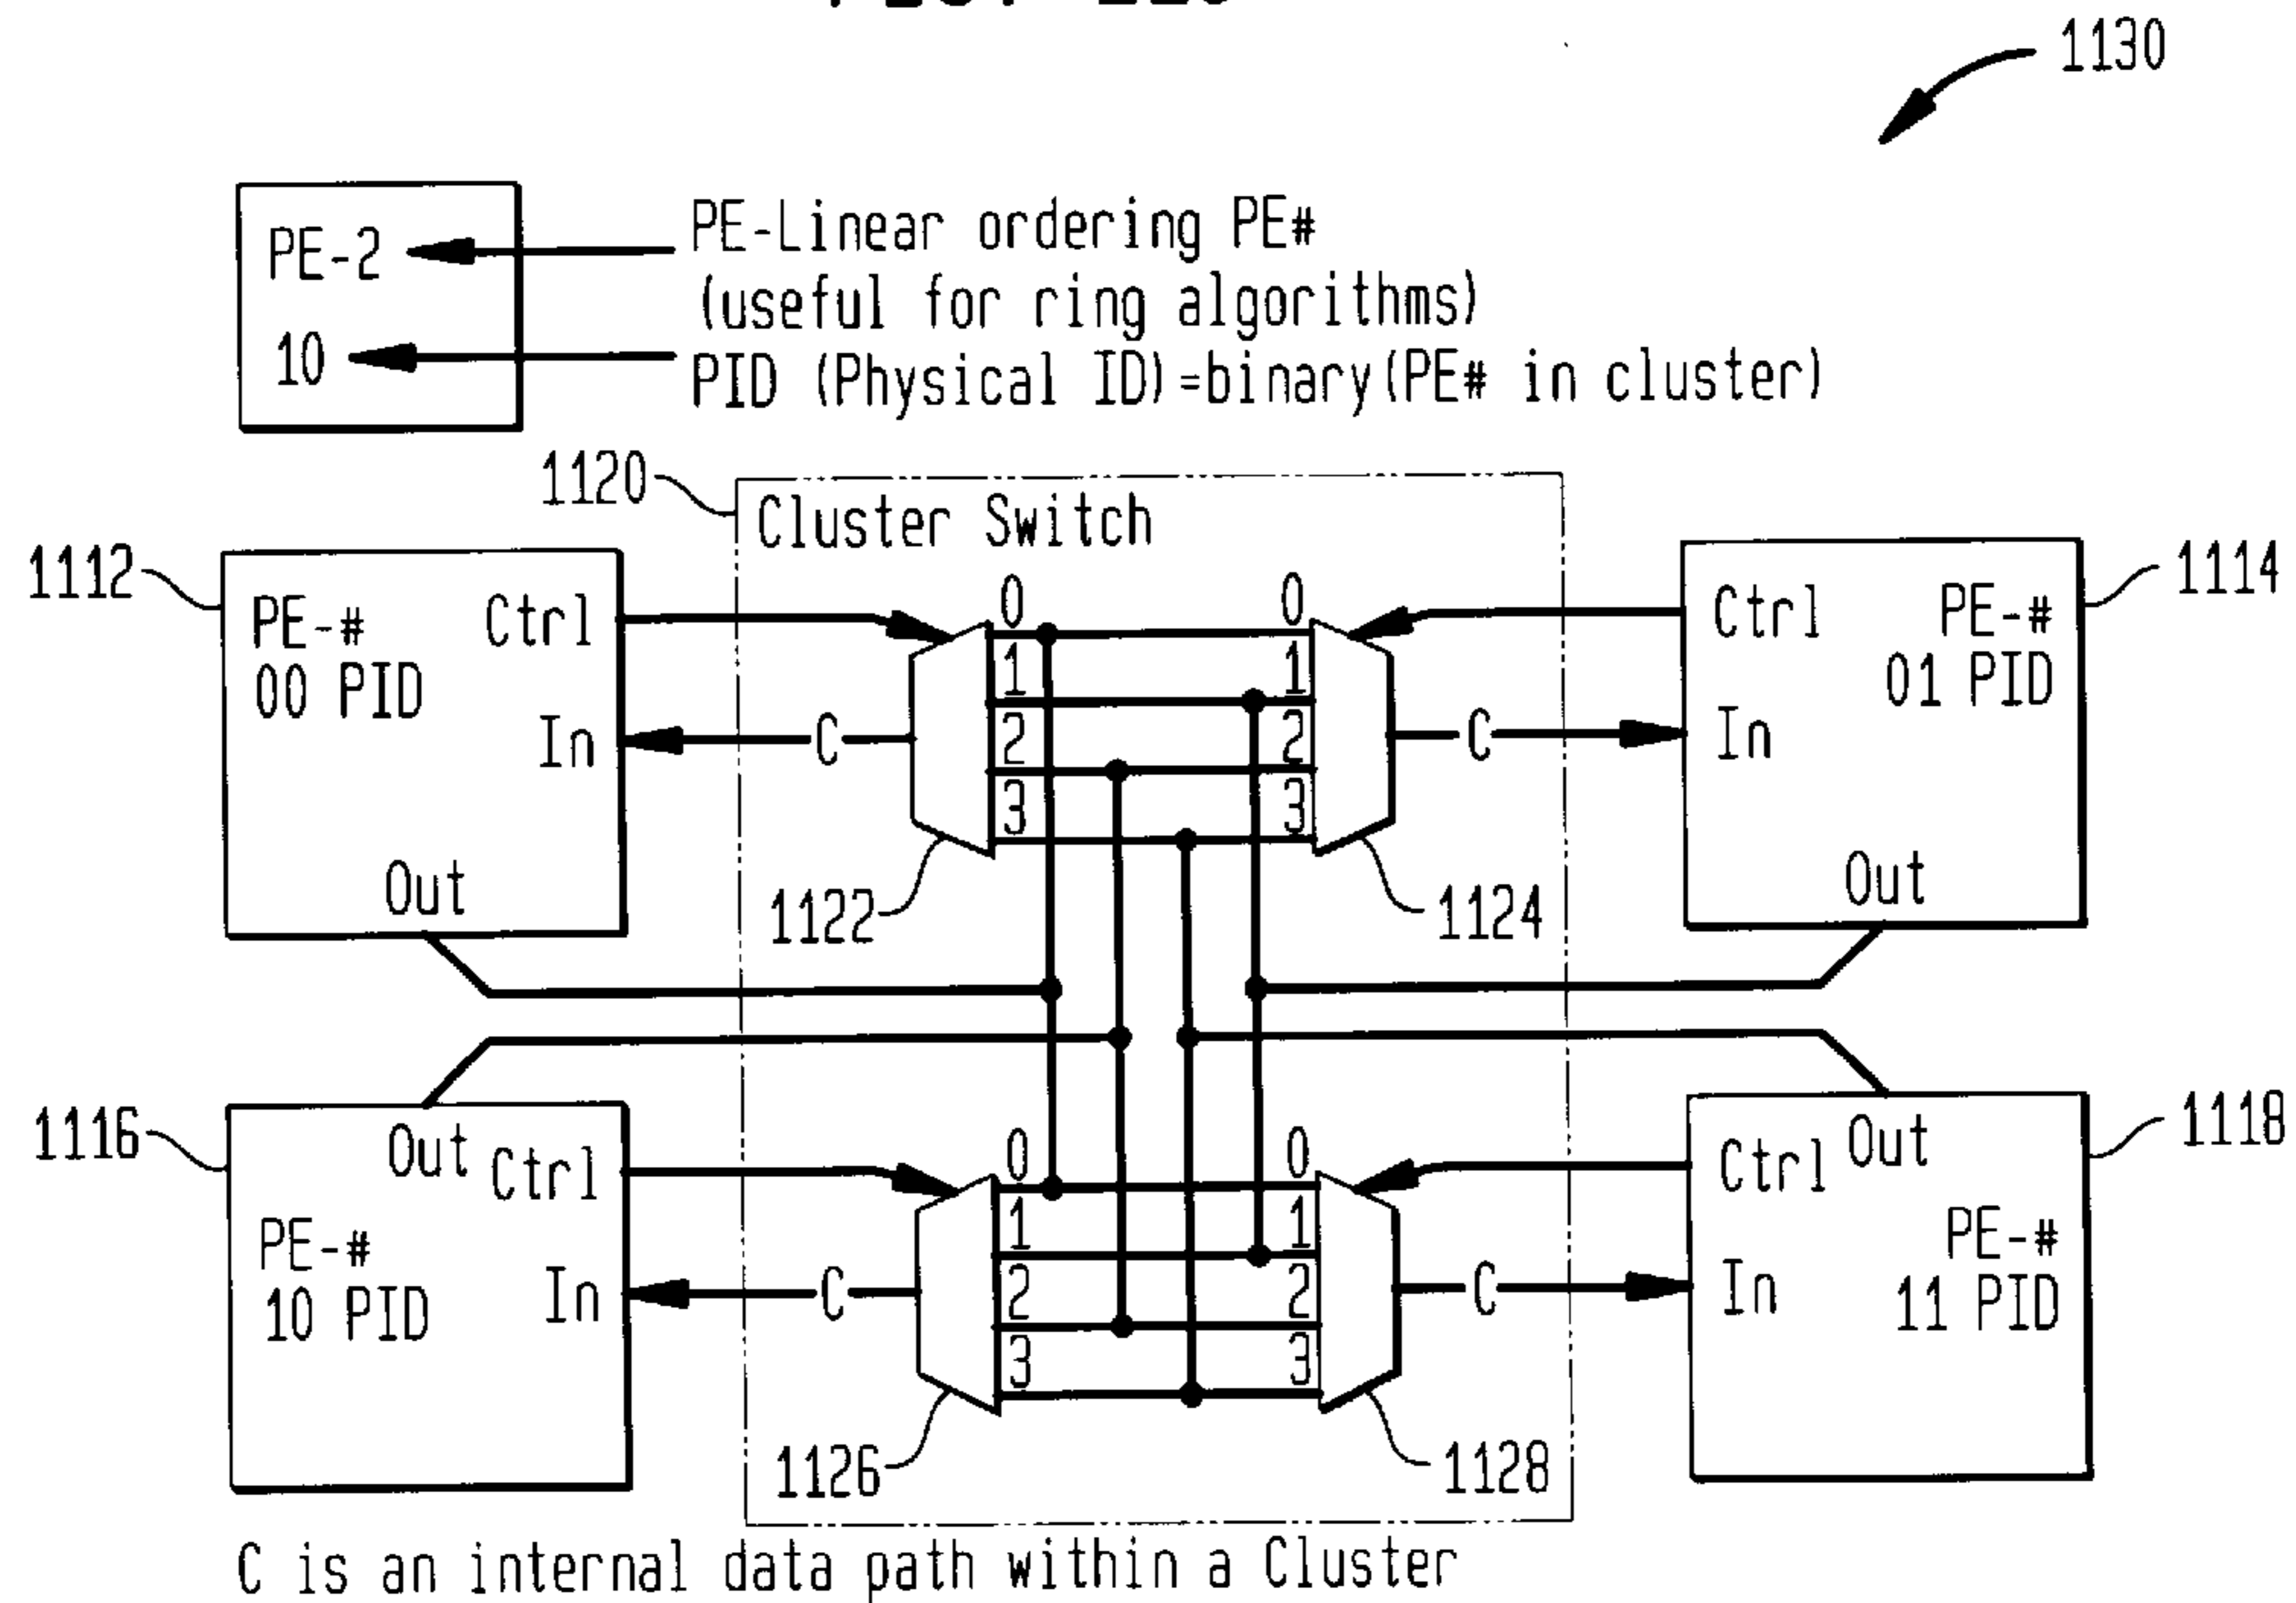 1130
PE-2
10
PE-Linear ordering PE#
(useful for ring algorithms)
PID (Physical ID)=binary(PE# in cluster)
1120
Cluster Switch
1112
PE-#
00 PID
Ctrl
In
Out
0
1
2
3
0
1
2
3
C
C
1122
1124
1114
Ctrl
PE-#
01 PID
In
Out
1116
Out
Ctrl
PE-#
10 PID
In
0
1
2
3
0
1
2
3
C
C
1126
1128
1118
Ctrl
Out
PE-#
11 PID
In
C is an internal data path within a Cluster